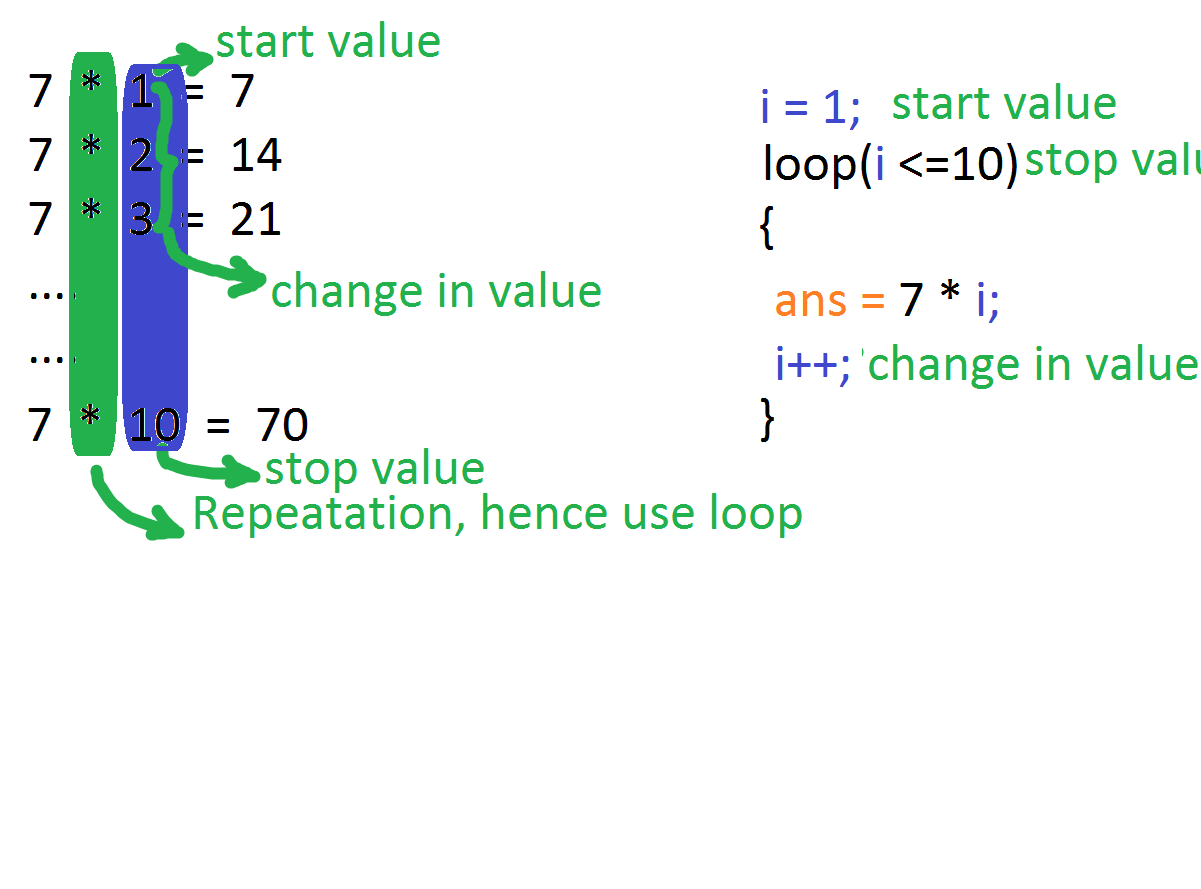 start value
7 * 1 = 7
7 * 2 = 14
7 * 3 = 21
....
change in value
....
7 * 10 = 70
stop value
Repeatation, hence use loop
i = 1; start value
loop(i <=10) stop valu
{
ans = 7 * i;
i++; change in value
}